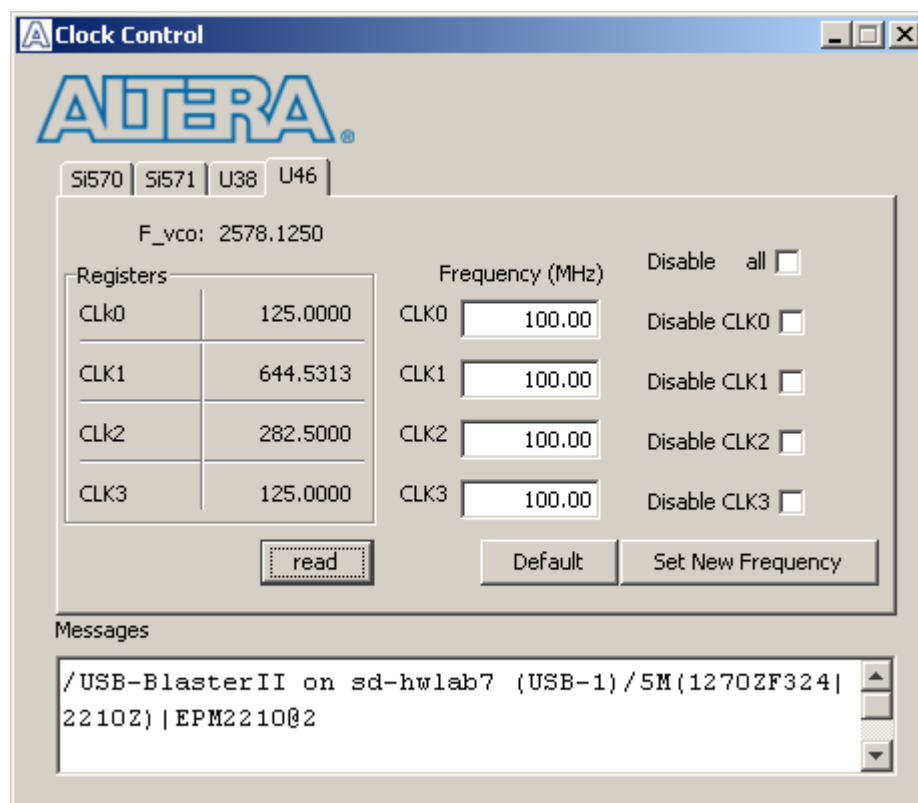 Clock Control
ALTERA®
Si570 Si571 U38 U46
F_vco: 2578.1250
Registers
CLk0 125.0000
CLK1 644.5313
CLk2 282.5000
CLK3 125.0000
Frequency (MHz)
CLK0 100.00
CLK1 100.00
CLK2 100.00
CLK3 100.00
Disable all
Disable CLK0
Disable CLK1
Disable CLK2
Disable CLK3
read Default Set New Frequency
Messages
/USB-BlasterII on sd-hwlab7 (USB-1)/5M(1270ZF324|
2210Z)|EPM2210@2